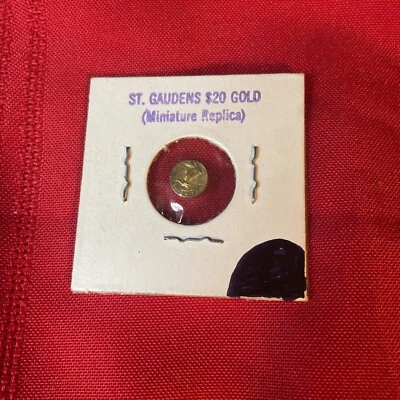 ST. GAUDENS $20 GOLD
(Miniature Replica)